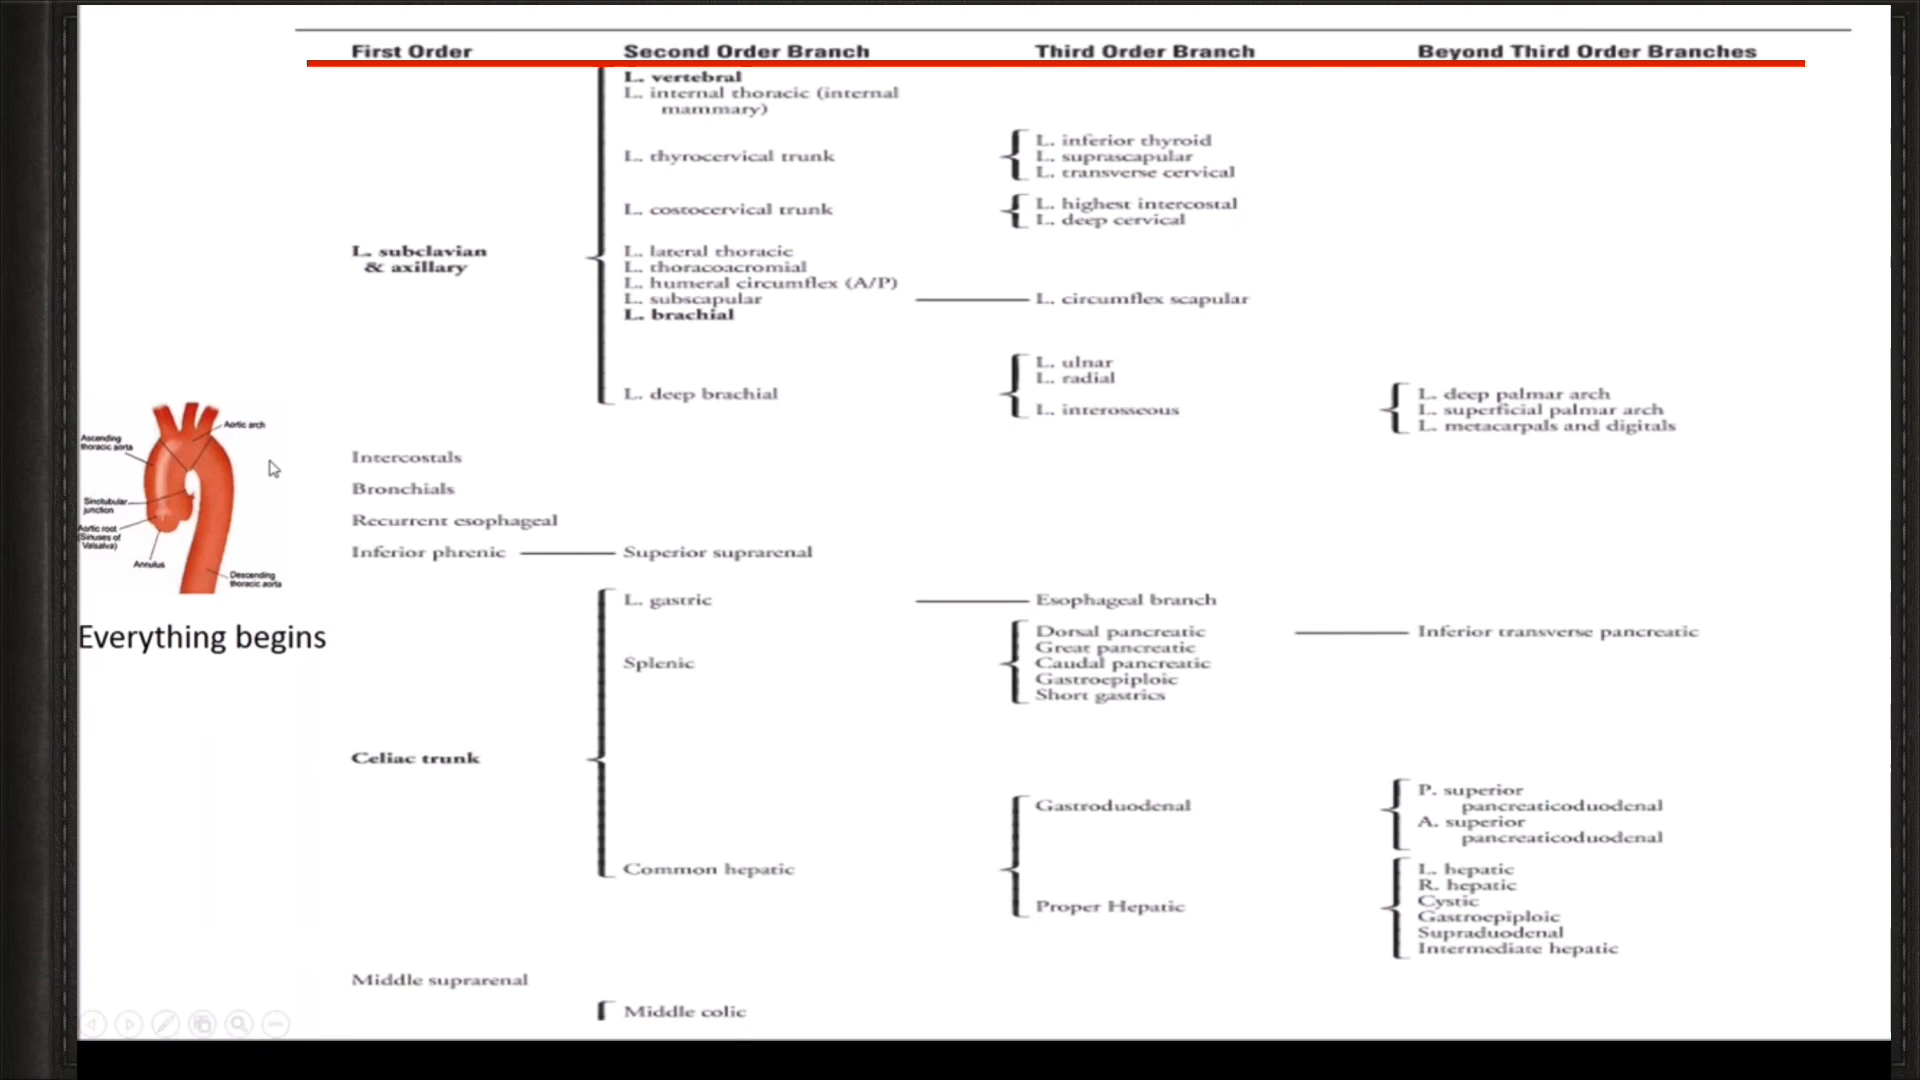 First Order Second Order Branch Third Order Branch Beyond Third Order Branches
L. vertebral
L. internal thoracic (internal
mammary)
L. inferior thyroid
L. thyrocervical trunk L. suprascapular
L. transverse cervical
L. highest intercostal
L. costocervical trunk
L. deep cervical
L. subclavian L. lateral thoracic
& axillary L. thoracoacromial
L. humeral circumflex (A/P)
L. subscapular L. circumflex scapular
L. brachial
L. ulnar
L. radial
L. deep brachial L. deep palmar arch
L. interosseous L. superficial palmar arch
L. metacarpals and digitals
Aortic arch
Ascending
thoracic aorta
Sinotubular
junction
Aortic root
(Sinuses of
Valsalva)
Annulus
Descending
thoracic aorta
Everything begins
Intercostals
Bronchials
Recurrent esophageal
Inferior phrenic Superior suprarenal
L. gastric Esophageal branch
Dorsal pancreatic Inferior transverse pancreatic
Great pancreatic
Splenic Caudal pancreatic
Gastroepiploic
Short gastrics
Celiac trunk
P. superior
Gastroduodenal pancreaticoduodenal
A. superior
pancreaticoduodenal
Common hepatic L. hepatic
R. hepatic
Cystic
Proper Hepatic Gastroepiploic
Supraduodenal
Intermediate hepatic
Middle suprarenal
Middle colic